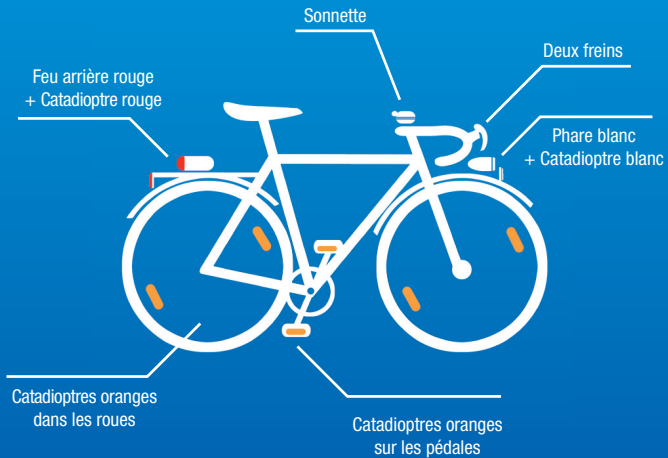 Sonnette
Deux freins
Feu arrière rouge
+ Catadioptre rouge
Phare blanc
+ Catadioptre blanc
Catadioptres oranges
dans les roues
Catadioptres oranges
sur les pédales